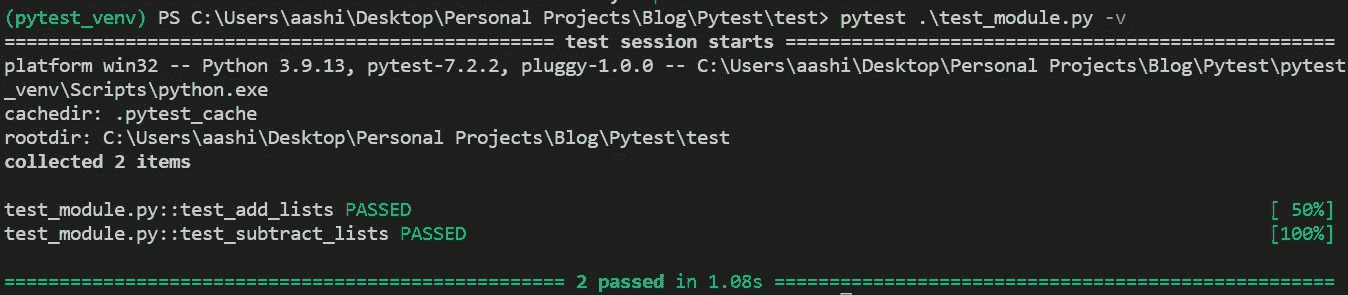 (pytest_venv) PS C:\Users\aashi\Desktop\Personal Projects\Blog\Pytest\test> pytest .\test_module.py -v
================================================== test session starts ==================================================
platform win32 -- Python 3.9.13, pytest-7.2.2, pluggy-1.0.0 -- C:\Users\aashi\Desktop\Personal Projects\Blog\Pytest\pytest
_venv\Scripts\python.exe
cachedir: .pytest_cache
rootdir: C:\Users\aashi\Desktop\Personal Projects\Blog\Pytest\test
collected 2 items
test_module.py::test_add_lists PASSED [ 50%]
test_module.py::test_subtract_lists PASSED [100%]
=================================================== 2 passed in 1.08s ===================================================